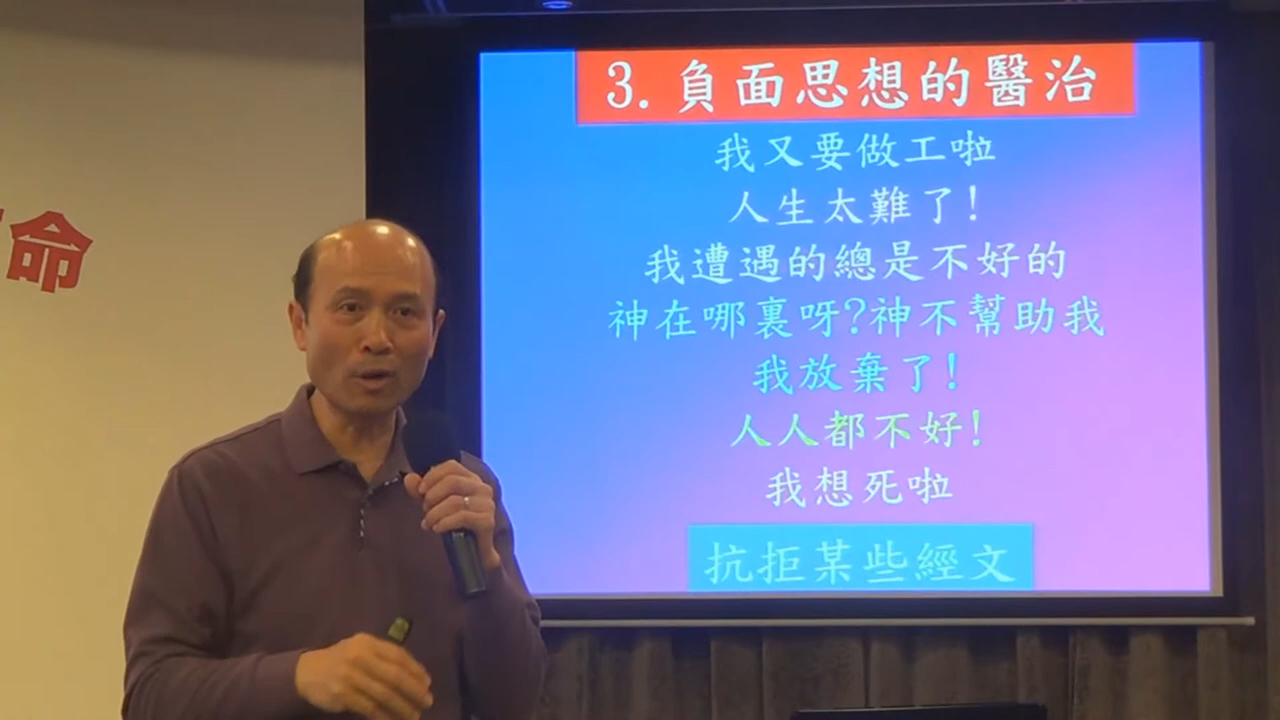 命
3.負面思想的醫治
我又要做工啦
人生太難了!
我遭遇的總是不好的
神在哪裏呀?神不幫助我
我放棄了!
人人都不好!
我想死啦
抗拒某些經文